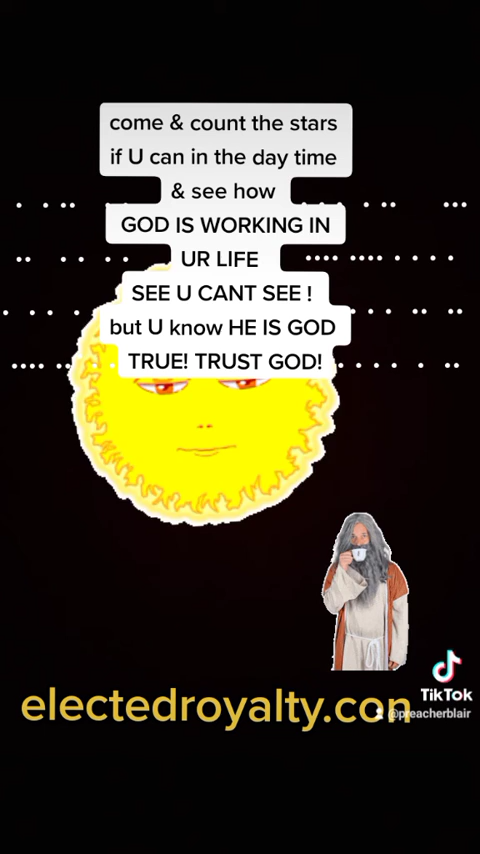 come & count the stars
if U can in the day time
& see how
GOD IS WORKING IN
UR LIFE
SEE U CANT SEE !
but U know HE IS GOD
TRUE! TRUST GOD!
electedroyalty.con
TikTok
@preacherblair